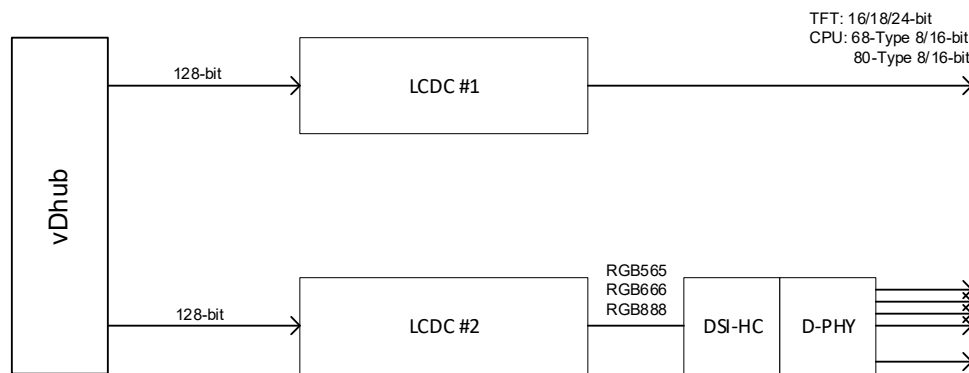 TFT: 16/18/24-bit
CPU: 68-Type 8/16-bit
80-Type 8/16-bit
128-bit
LCDC #1
vDhub
RGB565
RGB666
RGB888
128-bit
LCDC #2
DSI-HC
D-PHY